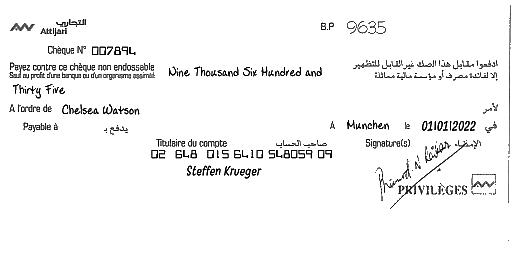 التجاري
Attijari
B.P 9635
Chèque N° 007894
Payez contre ce chèque non endossable
Sauf au profit d'une banque ou d'un organisme assimilé
Nine Thousand Six Hundred and
ادفعوا مقابل هذا الصك غير القابل للتظهير
إلا لفائدة مصرف أو مؤسسة مالية مماثلة
Thirty Five
A l'ordre de Chelsea Watson
لأمر
Payable à
يدفع بـ
A Munchen le 01/01/2022 في
Titulaire du compte صاحب الحساب
Signature(s) الإمضاء
02 648 015 6410 548059 09
Steffen Krueger
PRIVILÈGES